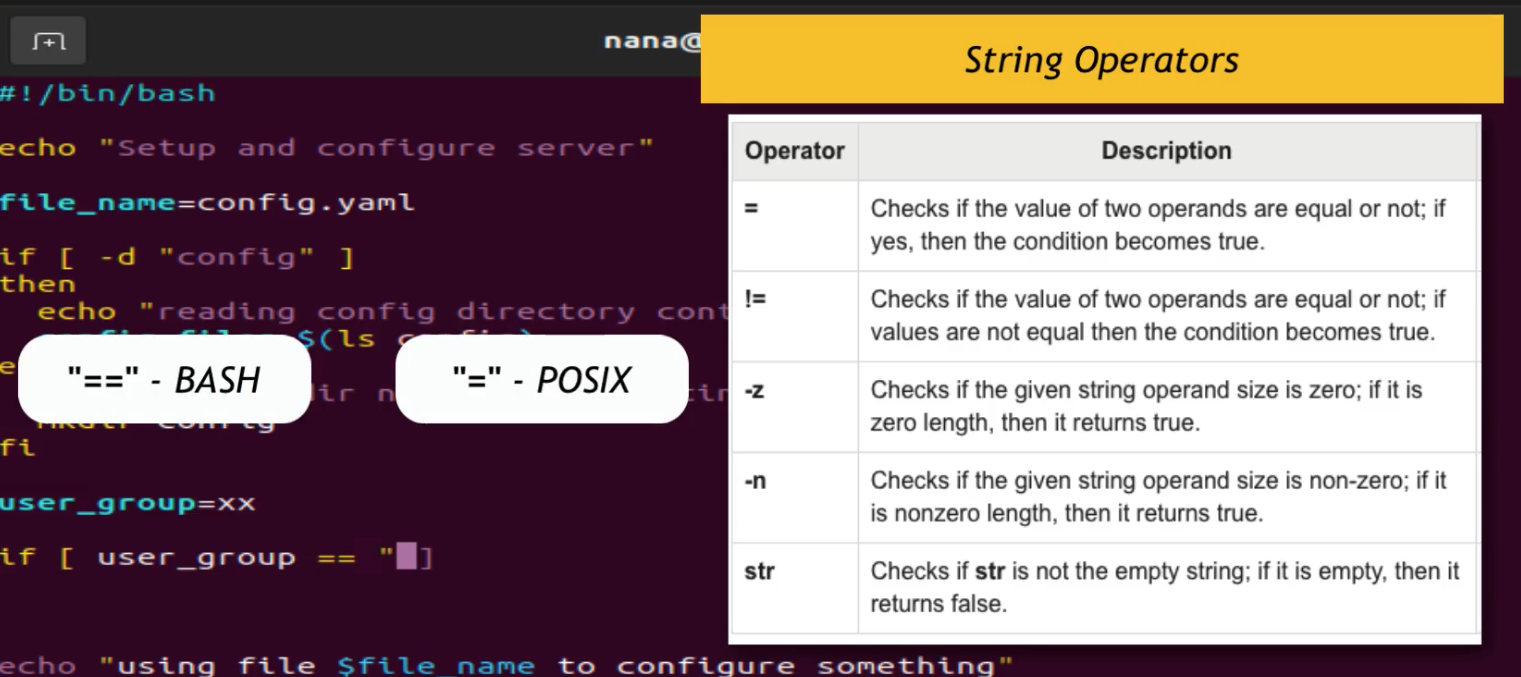 nana@
#!/bin/bash
echo "Setup and configure server"
file_name=config.yaml
if [ -d "config" ]
then
echo "reading config directory cont
$(ls config)
"==" - BASH
"=" - POSIX
mkdir config
fi
user_group=xx
if [ user_group == "]
echo "using file $file_name to configure something"
String Operators
Operator Description
= Checks if the value of two operands are equal or not; if
yes, then the condition becomes true.
!= Checks if the value of two operands are equal or not; if
values are not equal then the condition becomes true.
-z Checks if the given string operand size is zero; if it is
zero length, then it returns true.
-n Checks if the given string operand size is non-zero; if it
is nonzero length, then it returns true.
str Checks if str is not the empty string; if it is empty, then it
returns false.